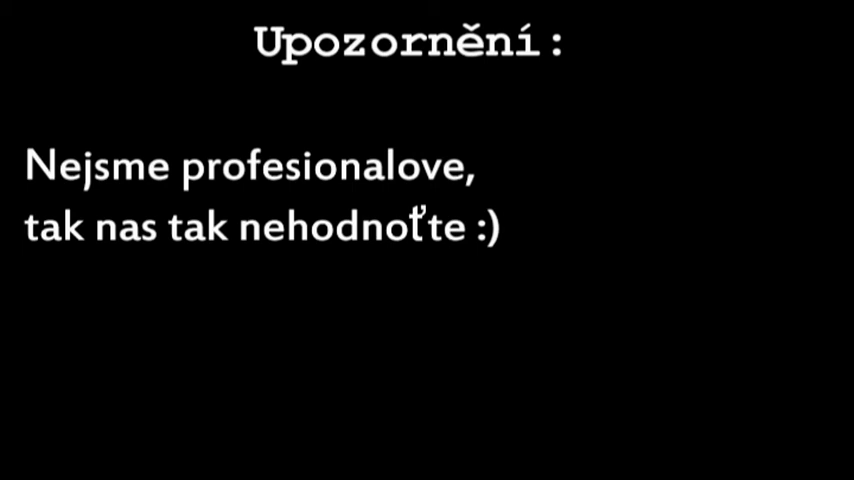 Upozornění:
Nejsme profesionalove,
tak nas tak nehodnoťte :)